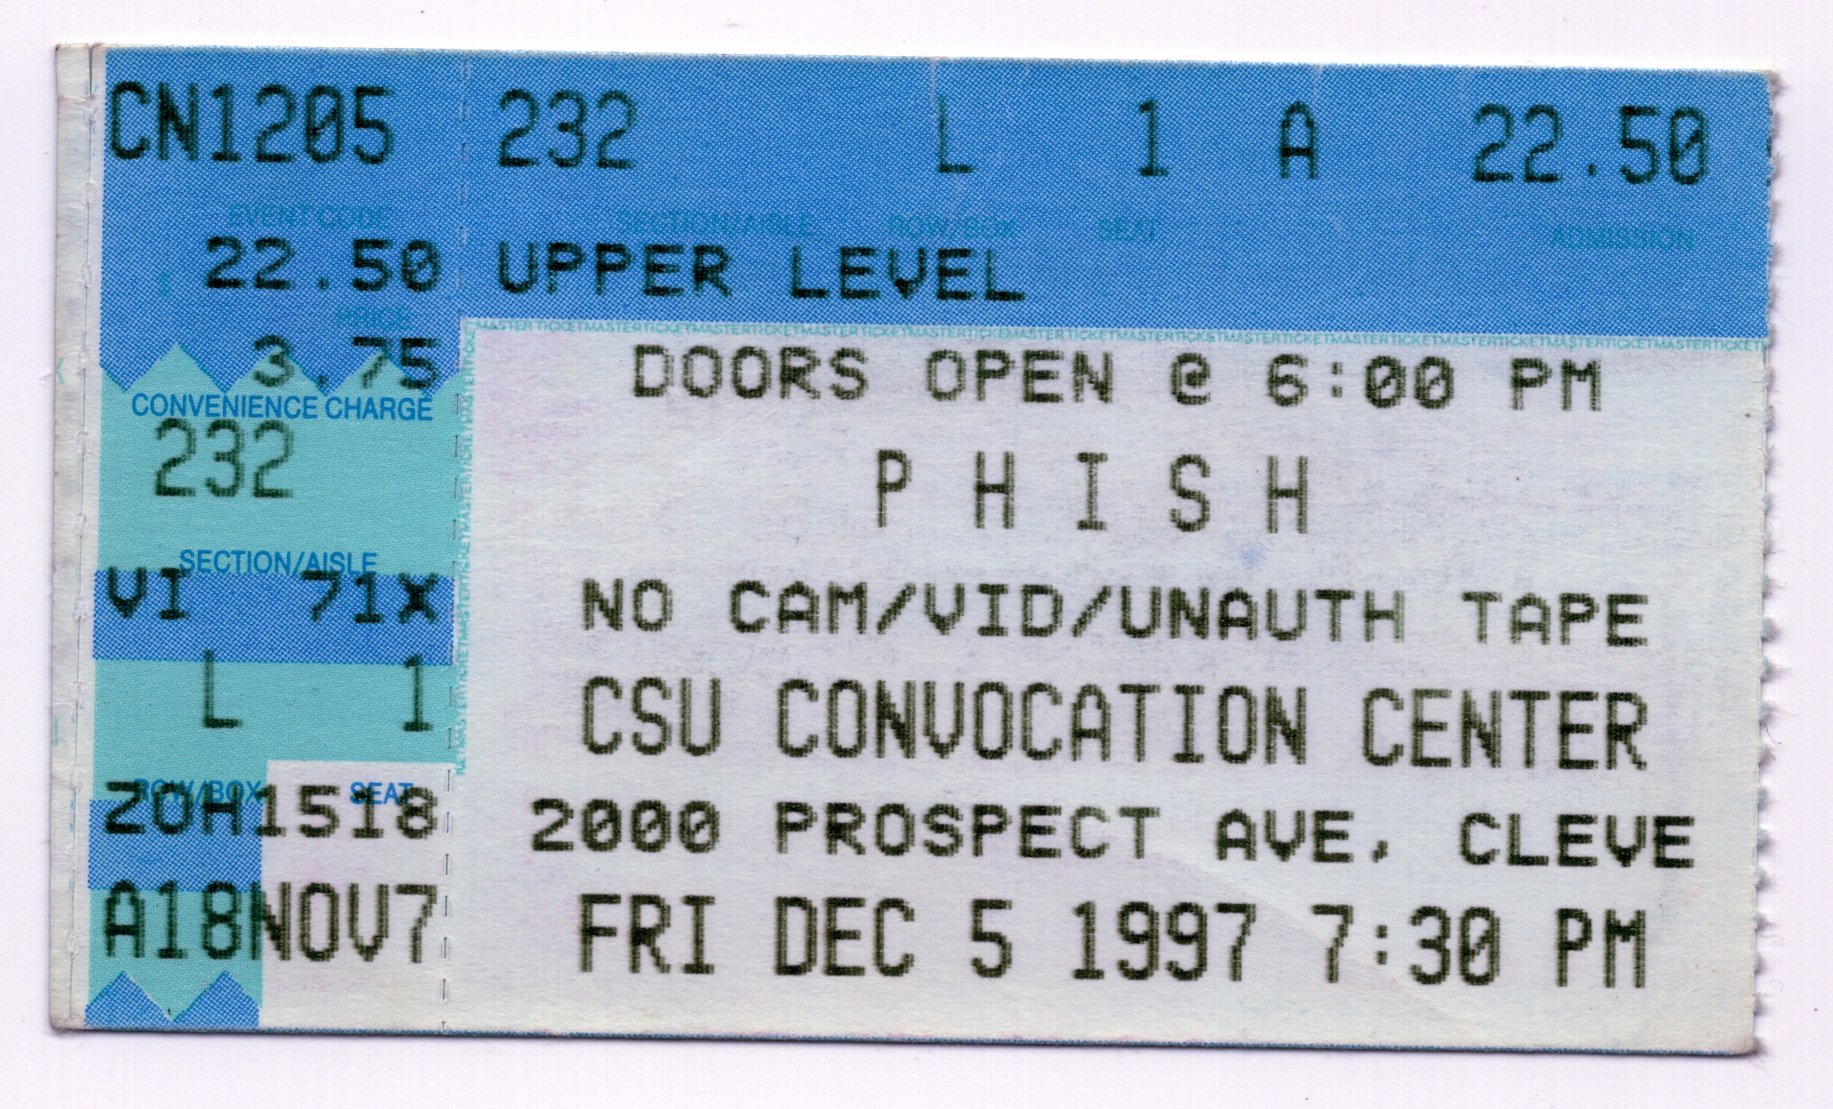 CN1205 232 L 1 A 22.50
EVENT CODE SECTION/AISLE ROW/BOX SEAT ADMISSION
22.50 UPPER LEVEL
PRICE
3.75
CONVENIENCE CHARGE
232
SECTION/AISLE
VI 71X
L 1
ROW/BOX SEAT
ZOH1518
A18NOV7
MASTERTICKETMASTERTICKETMASTERTICKETMASTERTICKETMASTERTICKETMASTERTICKETMASTERTICKET
DOORS OPEN @ 6:00 PM
P H I S H
NO CAM/VID/UNAUTH TAPE
CSU CONVOCATION CENTER
2000 PROSPECT AVE, CLEVE
FRI DEC 5 1997 7:30 PM